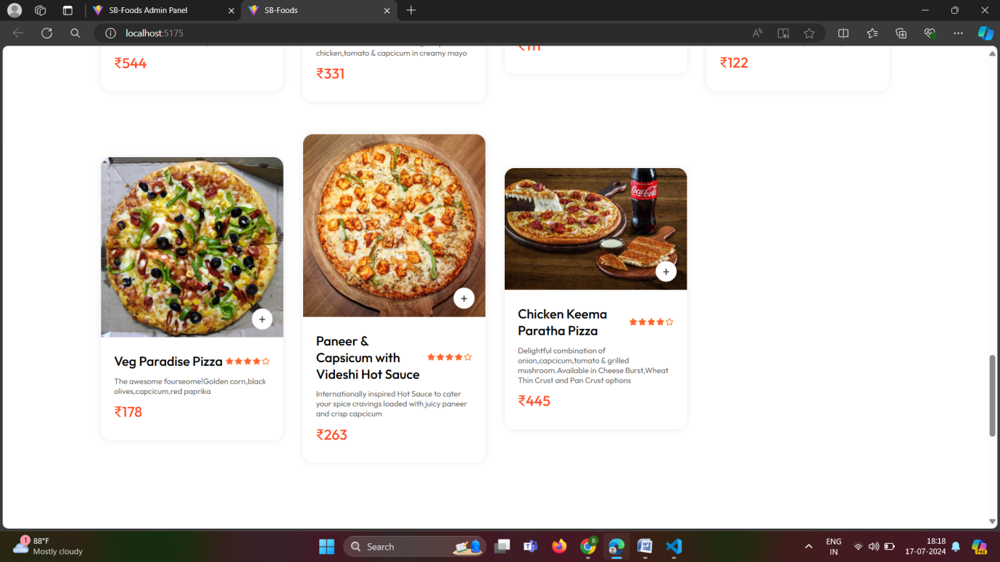 SB-Foods Admin Panel
SB-Foods
localhost:5175
₹544
chicken,tomato & capcicum in creamy mayo
₹331
₹111
₹122
Coca-Cola
Veg Paradise Pizza
The awesome fourseome!Golden corn,black
olives,capcicum,red paprika
₹178
Paneer &
Capsicum with
Videshi Hot Sauce
Internationally inspired Hot Sauce to cater
your spice cravings loaded with juicy paneer
and crisp capcicum
₹263
Chicken Keema
Paratha Pizza
Delightful combination of
onion,capcicum,tomato & grilled
mushroom.Available in Cheese Burst,Wheat
Thin Crust and Pan Crust options
₹445
1
88°F
Mostly cloudy
Search
B
ENG
IN
18:18
17-07-2024
PRE